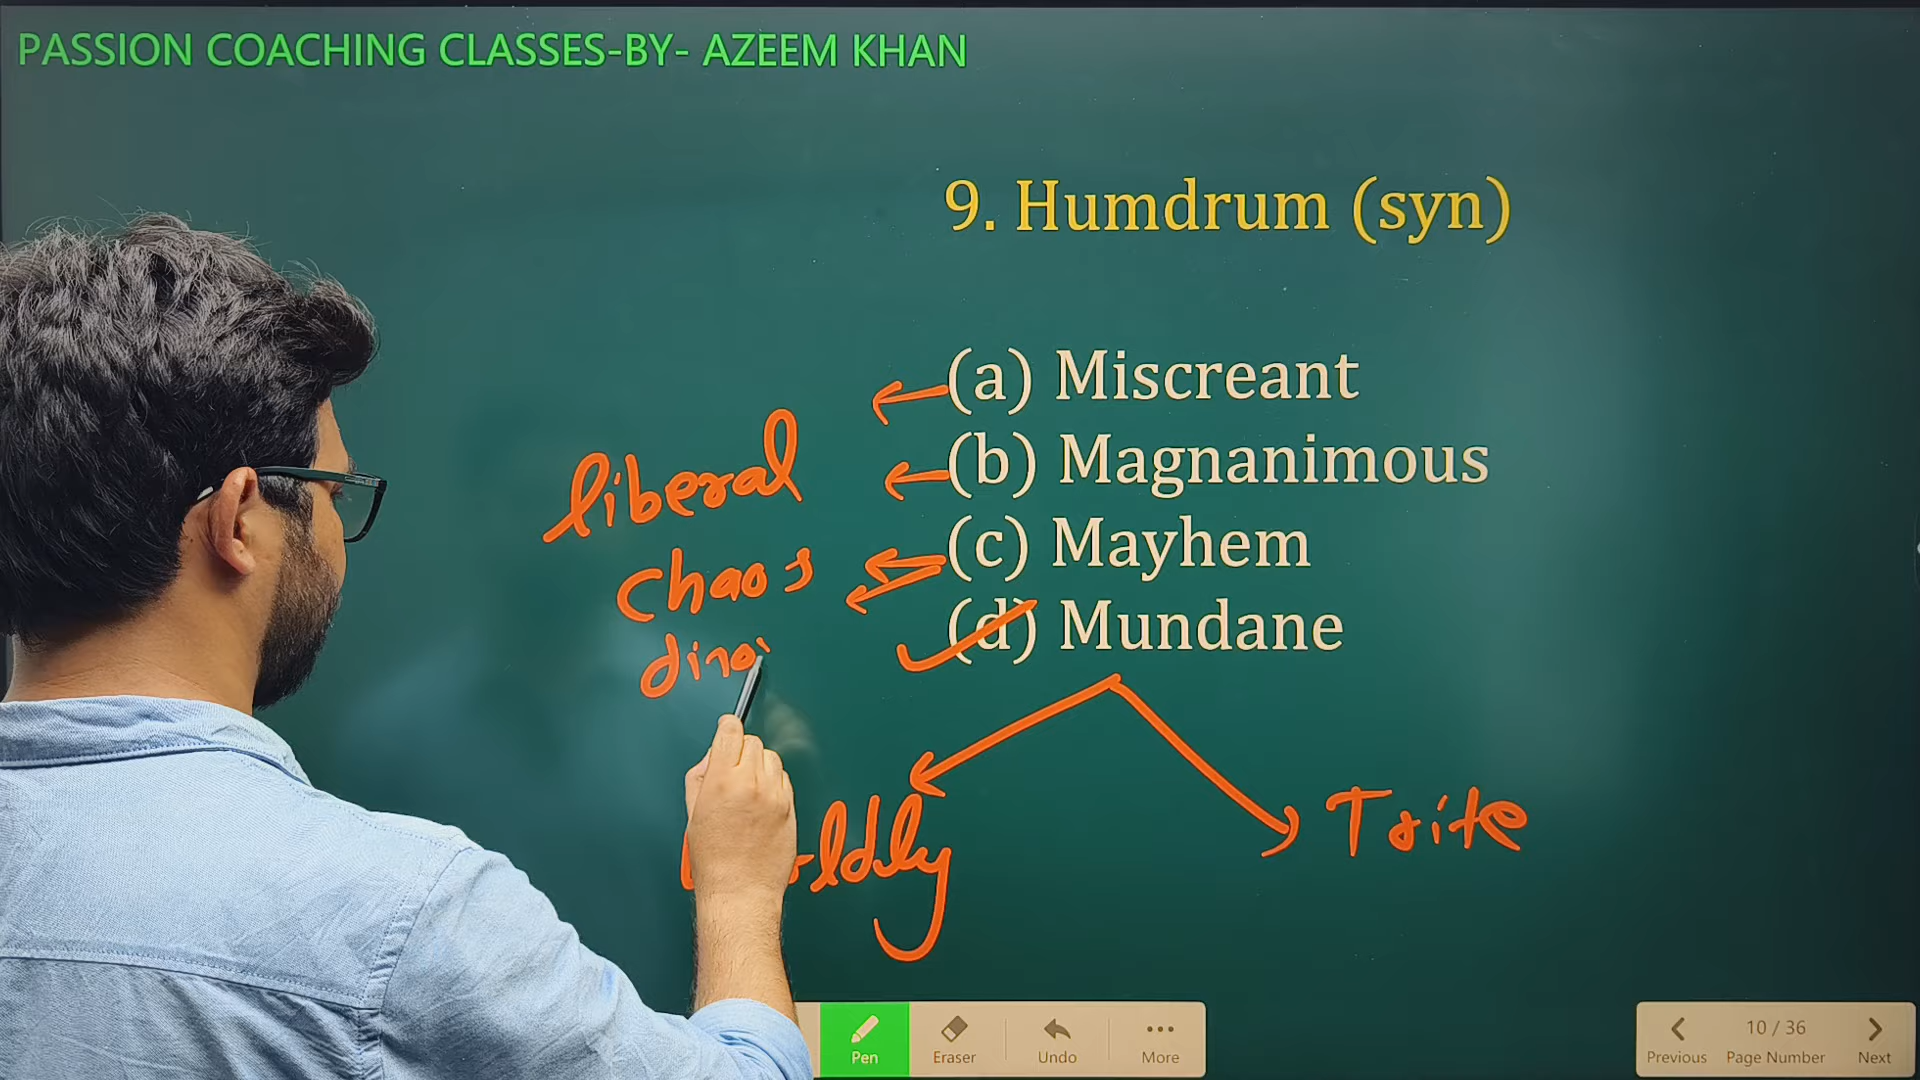 PASSION COACHING CLASSES-BY- AZEEM KHAN
9. Humdrum (syn)
(a) Miscreant
liberal
(b) Magnanimous
chaos
(c) Mayhem
(d) Mundane
Trite
Pen
Eraser
Undo
More
10 / 36
Previous
Page Number
Next